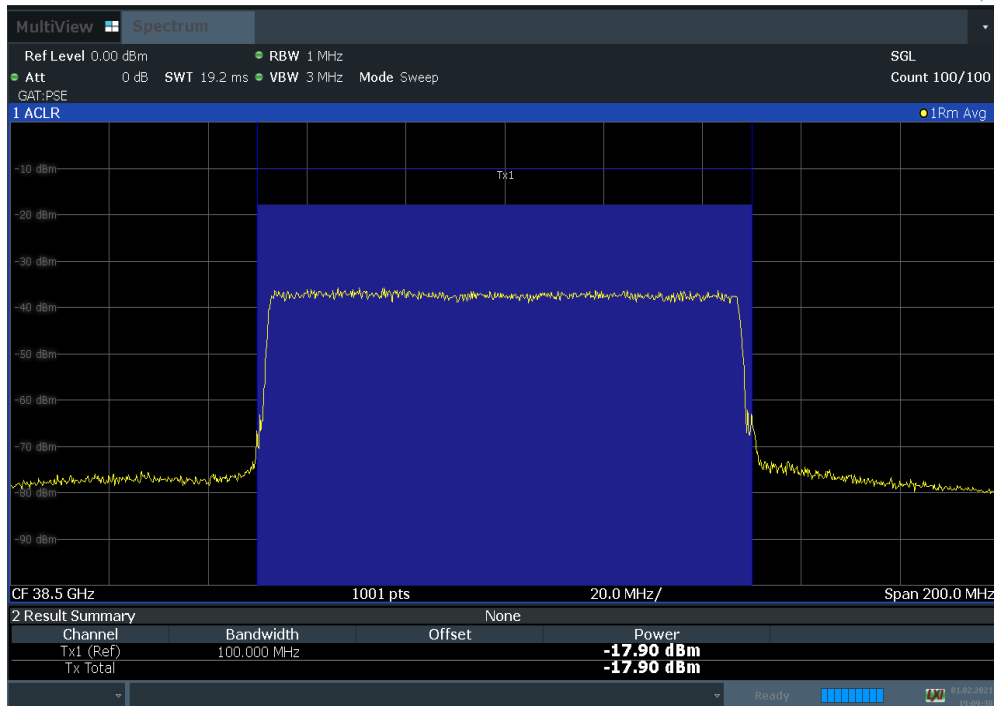 MultiView Spectrum
Ref Level 0.00 dBm RBW 1 MHz SGL
Att 0 dB SWT 19.2 ms VBW 3 MHz Mode Sweep Count 100/100
GAT:PSE
1 ACLR 1Rm Avg
-10 dBm
Tx1
-20 dBm
-30 dBm
-40 dBm
-50 dBm
-60 dBm
-70 dBm
-80 dBm
-90 dBm
CF 38.5 GHz 1001 pts 20.0 MHz/ Span 200.0 MHz
2 Result Summary None
Channel Bandwidth Offset Power
Tx1 (Ref) 100.000 MHz -17.90 dBm
Tx Total -17.90 dBm
Ready LXI 01.02.2021